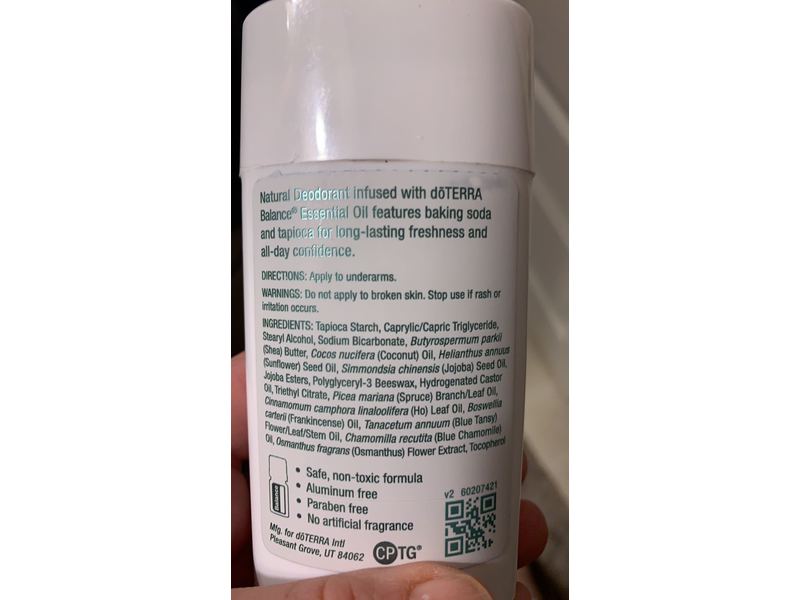 Natural Deodorant infused with dōTERRA
Balance® Essential Oil features baking soda
and tapioca for long-lasting freshness and
all-day confidence.
DIRECTIONS: Apply to underarms.
WARNINGS: Do not apply to broken skin. Stop use if rash or
irritation occurs.
INGREDIENTS: Tapioca Starch, Caprylic/Capric Triglyceride,
Stearyl Alcohol, Sodium Bicarbonate, Butyrospermum parkii
(Shea) Butter, Cocos nucifera (Coconut) Oil, Helianthus annuus
(Sunflower) Seed Oil, Simmondsia chinensis (Jojoba) Seed Oil,
Jojoba Esters, Polyglyceryl-3 Beeswax, Hydrogenated Castor
Oil, Triethyl Citrate, Picea mariana (Spruce) Branch/Leaf Oil,
Cinnamomum camphora linaloolifera (Ho) Leaf Oil, Boswellia
carterii (Frankincense) Oil, Tanacetum annuum (Blue Tansy)
Flower/Leaf/Stem Oil, Chamomilla recutita (Blue Chamomile)
Oil, Osmanthus fragrans (Osmanthus) Flower Extract, Tocopherol
Balance
• Safe, non-toxic formula
• Aluminum free
• Paraben free
• No artificial fragrance
v2 60207421
Mfg. for dōTERRA Intl
Pleasant Grove, UT 84062
CPTG®